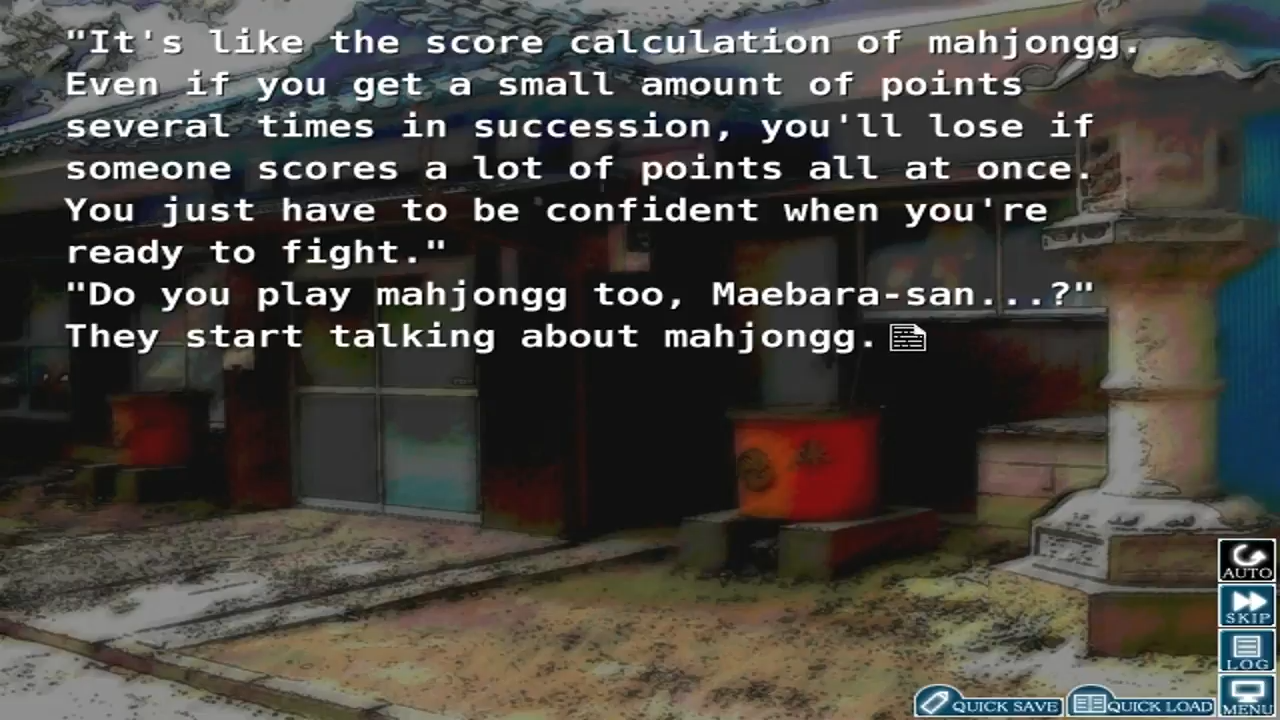 "It's like the score calculation of mahjongg.
Even if you get a small amount of points
several times in succession, you'll lose if
someone scores a lot of points all at once.
You just have to be confident when you're
ready to fight."
"Do you play mahjongg too, Maebara-san...?"
They start talking about mahjongg.
AUTO
SKIP
LOG
QUICK SAVE
QUICK LOAD
MENU